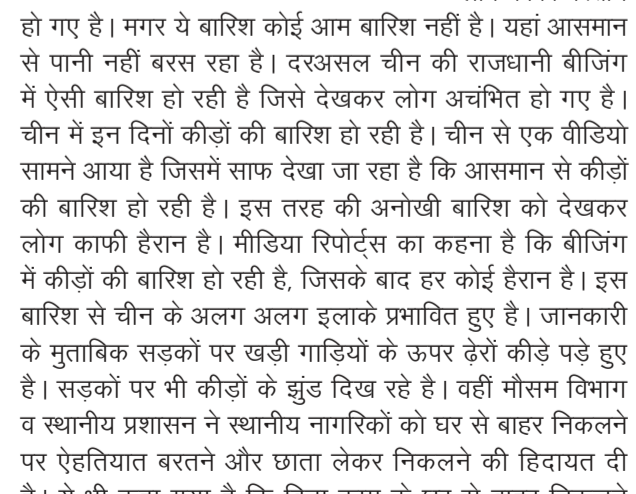 हो गए है। मगर ये बारिश कोई आम बारिश नहीं है। यहां आसमान
से पानी नहीं बरस रहा है। दरअसल चीन की राजधानी बीजिंग
में ऐसी बारिश हो रही है जिसे देखकर लोग अचंभित हो गए है।
चीन में इन दिनों कीड़ों की बारिश हो रही है। चीन से एक वीडियो
सामने आया है जिसमें साफ देखा जा रहा है कि आसमान से कीड़ों
की बारिश हो रही है। इस तरह की अनोखी बारिश को देखकर
लोग काफी हैरान है। मीडिया रिपोर्ट्स का कहना है कि बीजिंग
में कीड़ों की बारिश हो रही है, जिसके बाद हर कोई हैरान है। इस
बारिश से चीन के अलग अलग इलाके प्रभावित हुए है। जानकारी
के मुताबिक सड़कों पर खड़ी गाड़ियों के ऊपर ढ़ेरों कीड़े पड़े हुए
है। सड़कों पर भी कीड़ों के झुंड दिख रहे है। वहीं मौसम विभाग
व स्थानीय प्रशासन ने स्थानीय नागरिकों को घर से बाहर निकलने
पर ऐहतियात बरतने और छाता लेकर निकलने की हिदायत दी